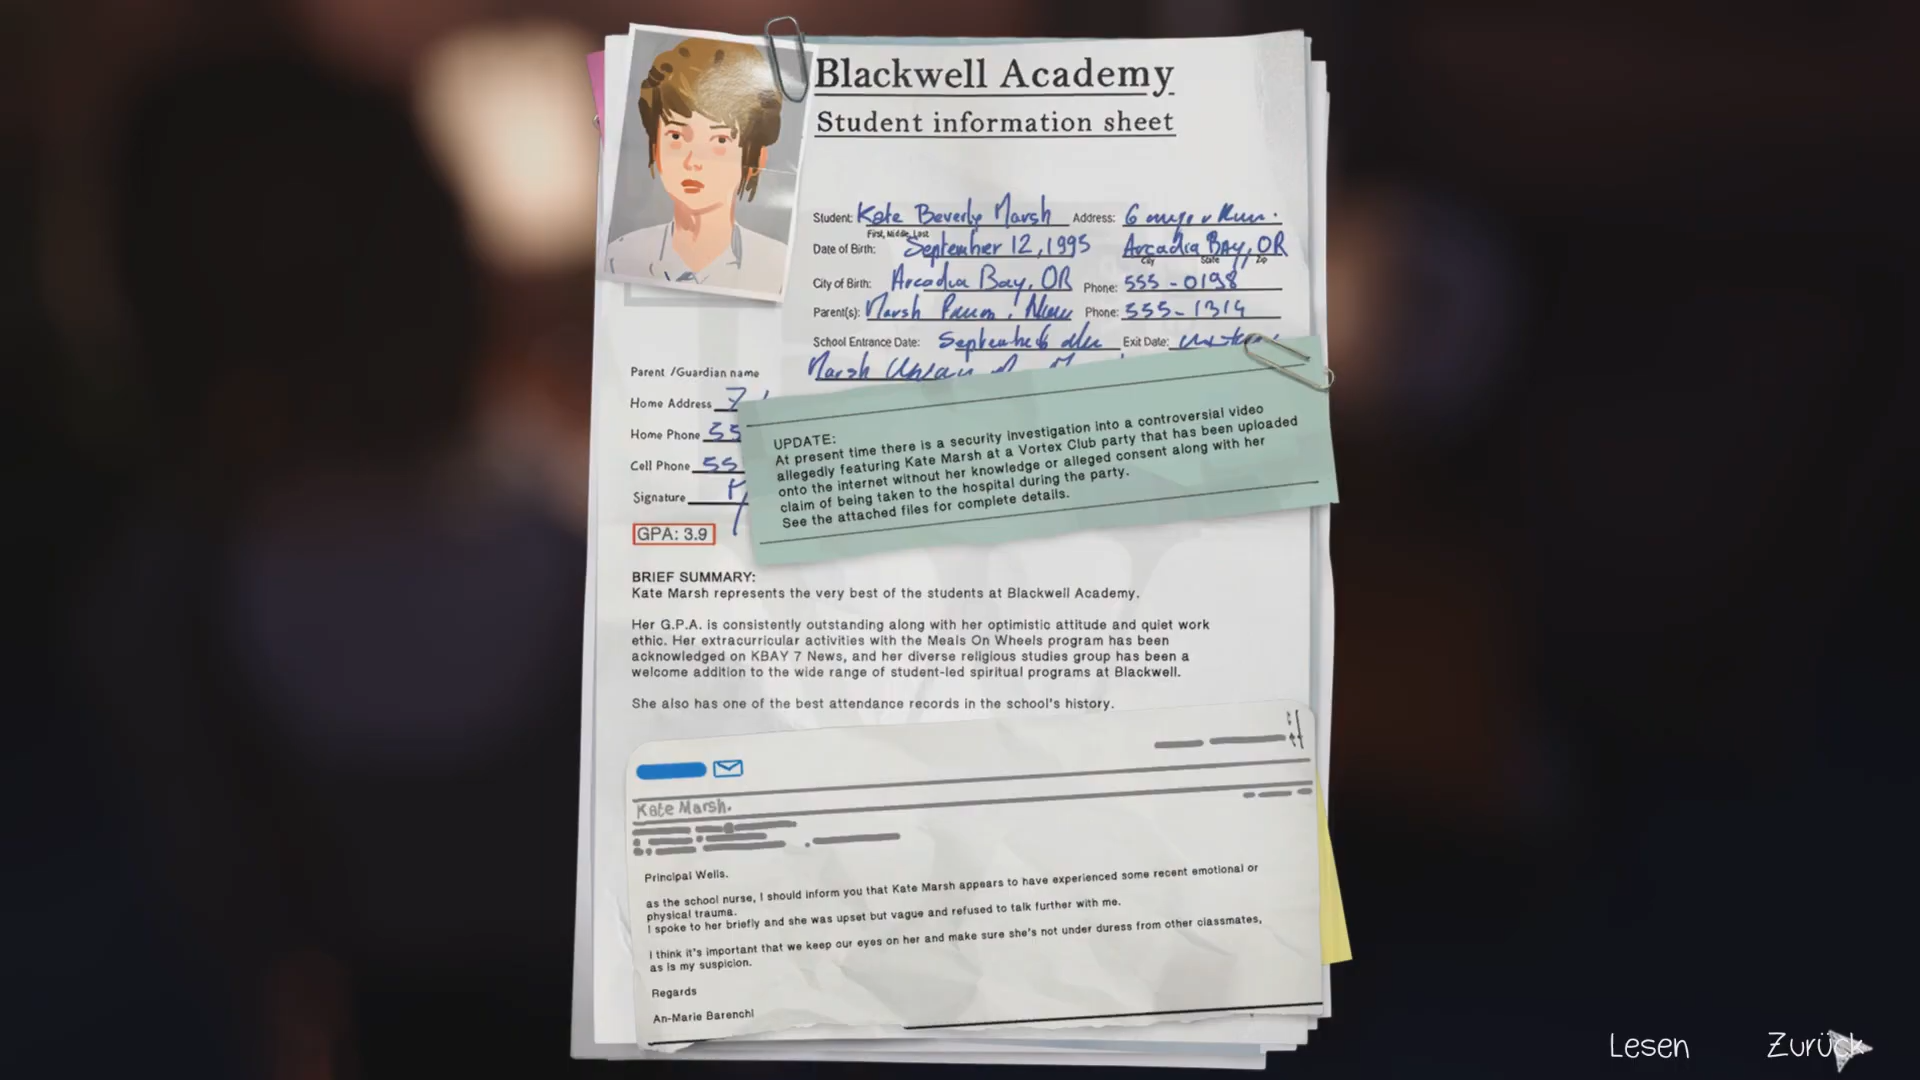 Blackwell Academy
Student information sheet
Student: Kate Beverly Marsh Address:
First, Middle, Last
Date of Birth: September 12, 1995 Arcadia Bay, OR
City State Zip
City of Birth: Arcadia Bay, OR Phone: 555-0198
Parent(s): Marsh Phone: 555-1314
School Entrance Date: Exit Date:
Parent /Guardian name Marsh
Home Address
Home Phone 55
Cell Phone 55
Signature
GPA: 3.9
UPDATE:
At present time there is a security investigation into a controversial video
allegedly featuring Kate Marsh at a Vortex Club party that has been uploaded
onto the internet without her knowledge or alleged consent along with her
claim of being taken to the hospital during the party.
See the attached files for complete details.
BRIEF SUMMARY:
Kate Marsh represents the very best of the students at Blackwell Academy.
Her G.P.A. is consistently outstanding along with her optimistic attitude and quiet work
ethic. Her extracurricular activities with the Meals On Wheels program has been
acknowledged on KBAY 7 News, and her diverse religious studies group has been a
welcome addition to the wide range of student-led spiritual programs at Blackwell.
She also has one of the best attendance records in the school's history.
Kate Marsh.
Principal Wells.
as the school nurse, I should inform you that Kate Marsh appears to have experienced some recent emotional or
physical trauma.
I spoke to her briefly and she was upset but vague and refused to talk further with me.
I think it's important that we keep our eyes on her and make sure she's not under duress from other classmates,
as is my suspicion.
Regards
An-Marie Barenchi
Lesen Zurück